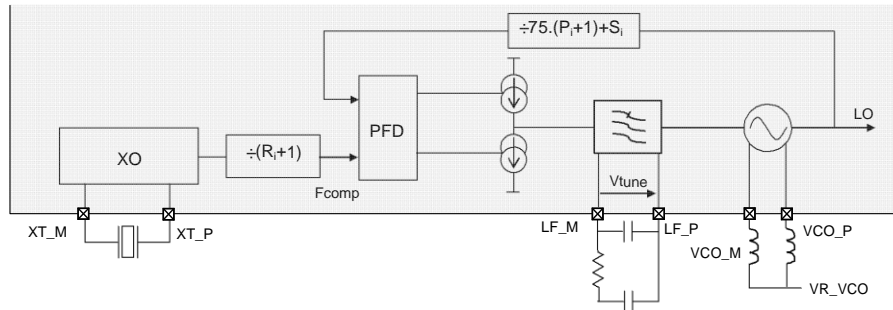 ÷75.(Pi+1)+Si
LO
PFD
XO
÷(Ri+1)
Fcomp
Vtune
XT_M
XT_P
LF_M
LF_P
VCO_M
VCO_P
VR_VCO